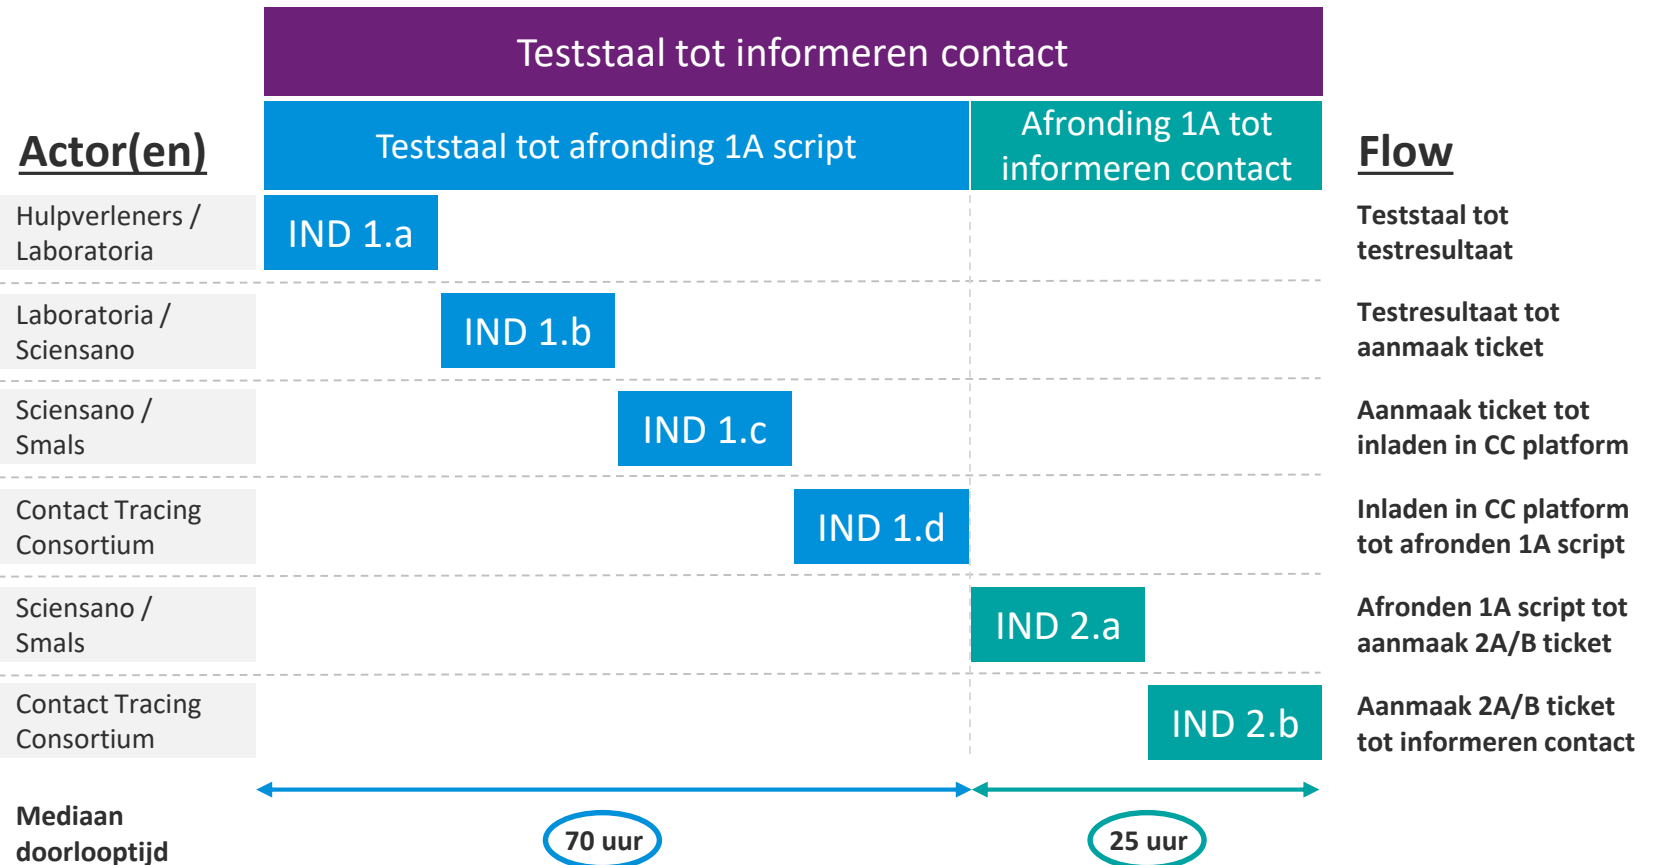 Teststaal tot informeren contact
Actor(en)
Teststaal tot afronding 1A script
Afronding 1A tot
informeren contact
Flow
Hulpverleners /
Laboratoria
IND 1.a
Teststaal tot
testresultaat
Laboratoria /
Sciensano
IND 1.b
Testresultaat tot
aanmaak ticket
Sciensano /
Smals
IND 1.c
Aanmaak ticket tot
inladen in CC platform
Contact Tracing
Consortium
IND 1.d
Inladen in CC platform
tot afronden 1A script
Sciensano /
Smals
IND 2.a
Afronden 1A script tot
aanmaak 2A/B ticket
Contact Tracing
Consortium
IND 2.b
Aanmaak 2A/B ticket
tot informeren contact
Mediaan
doorlooptijd
70 uur
25 uur